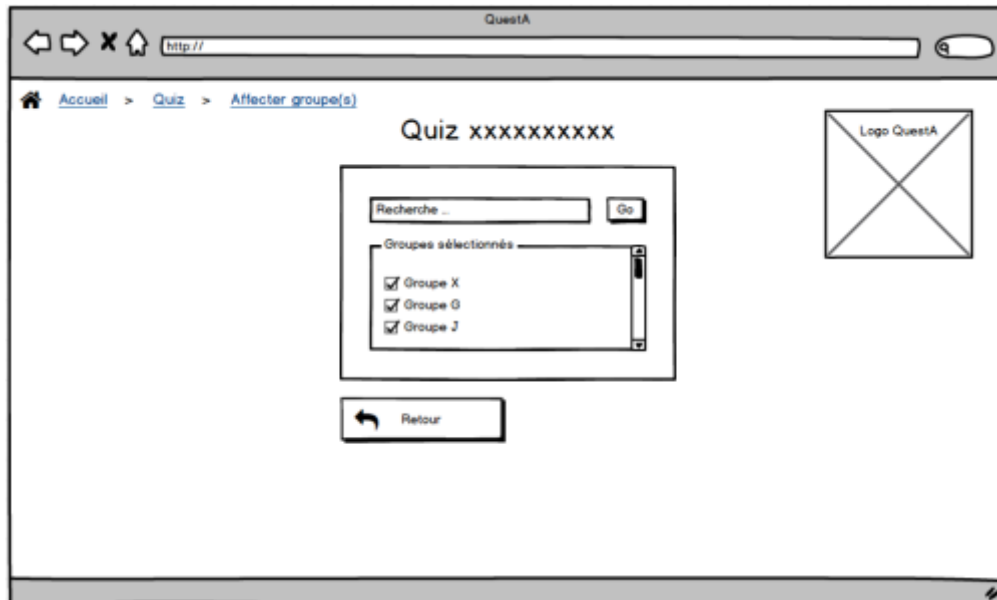 QuestA
http://
Accueil > Quiz > Affecter groupe(s)
Quiz xxxxxxxxxx
Logo QuestA
Recherche ...
Go
Groupes sélectionnés
Groupe X
Groupe G
Groupe J
Retour